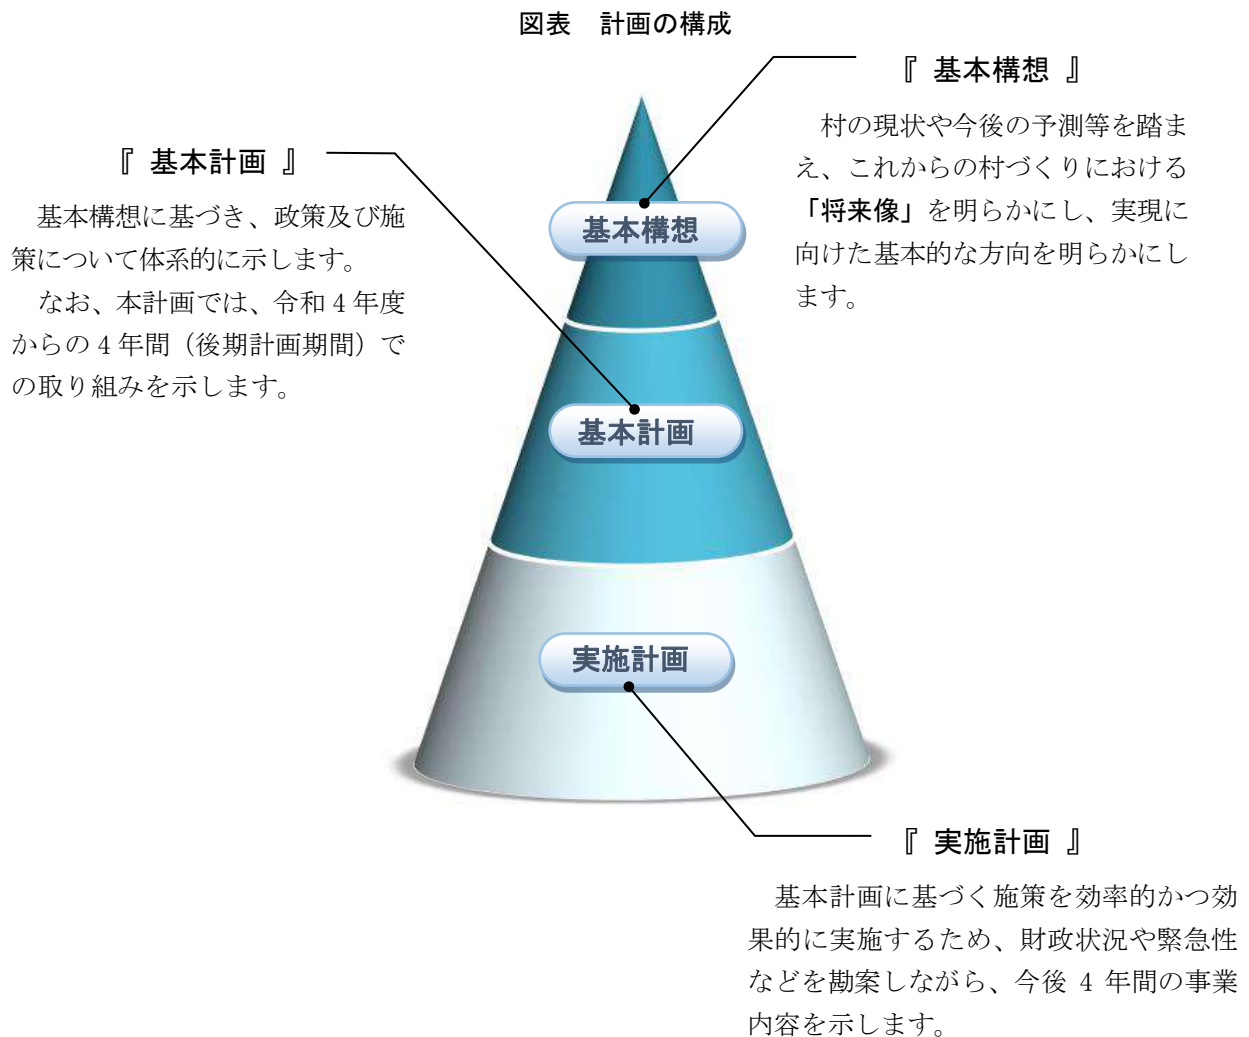 図表　計画の構成
『 基本構想 』
　村の現状や今後の予測等を踏ま
え、これからの村づくりにおける
「将来像」を明らかにし、実現に
向けた基本的な方向を明らかにし
ます。
『 基本計画 』
　基本構想に基づき、政策及び施
策について体系的に示します。
　なお、本計画では、令和 4 年度
からの 4 年間（後期計画期間）で
の取り組みを示します。
基本構想
基本計画
実施計画
『 実施計画 』
　基本計画に基づく施策を効率的かつ効
果的に実施するため、財政状況や緊急性
などを勘案しながら、今後 4 年間の事業
内容を示します。